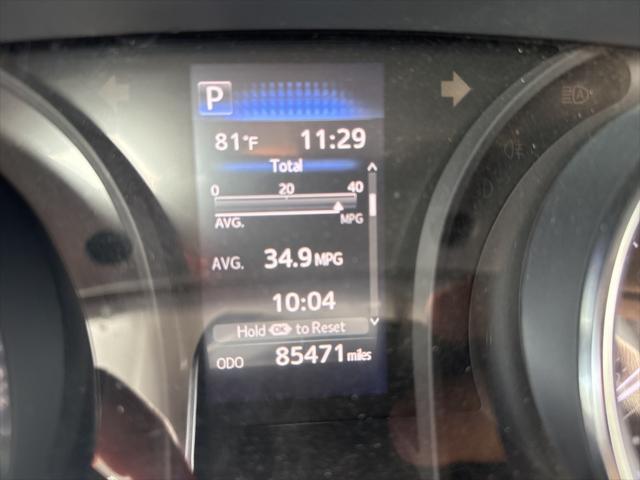 P
81°F 11:29
Total
0 20 40
AVG. MPG
AVG. 34.9 MPG
10:04
Hold OK to Reset
ODO 85471 miles